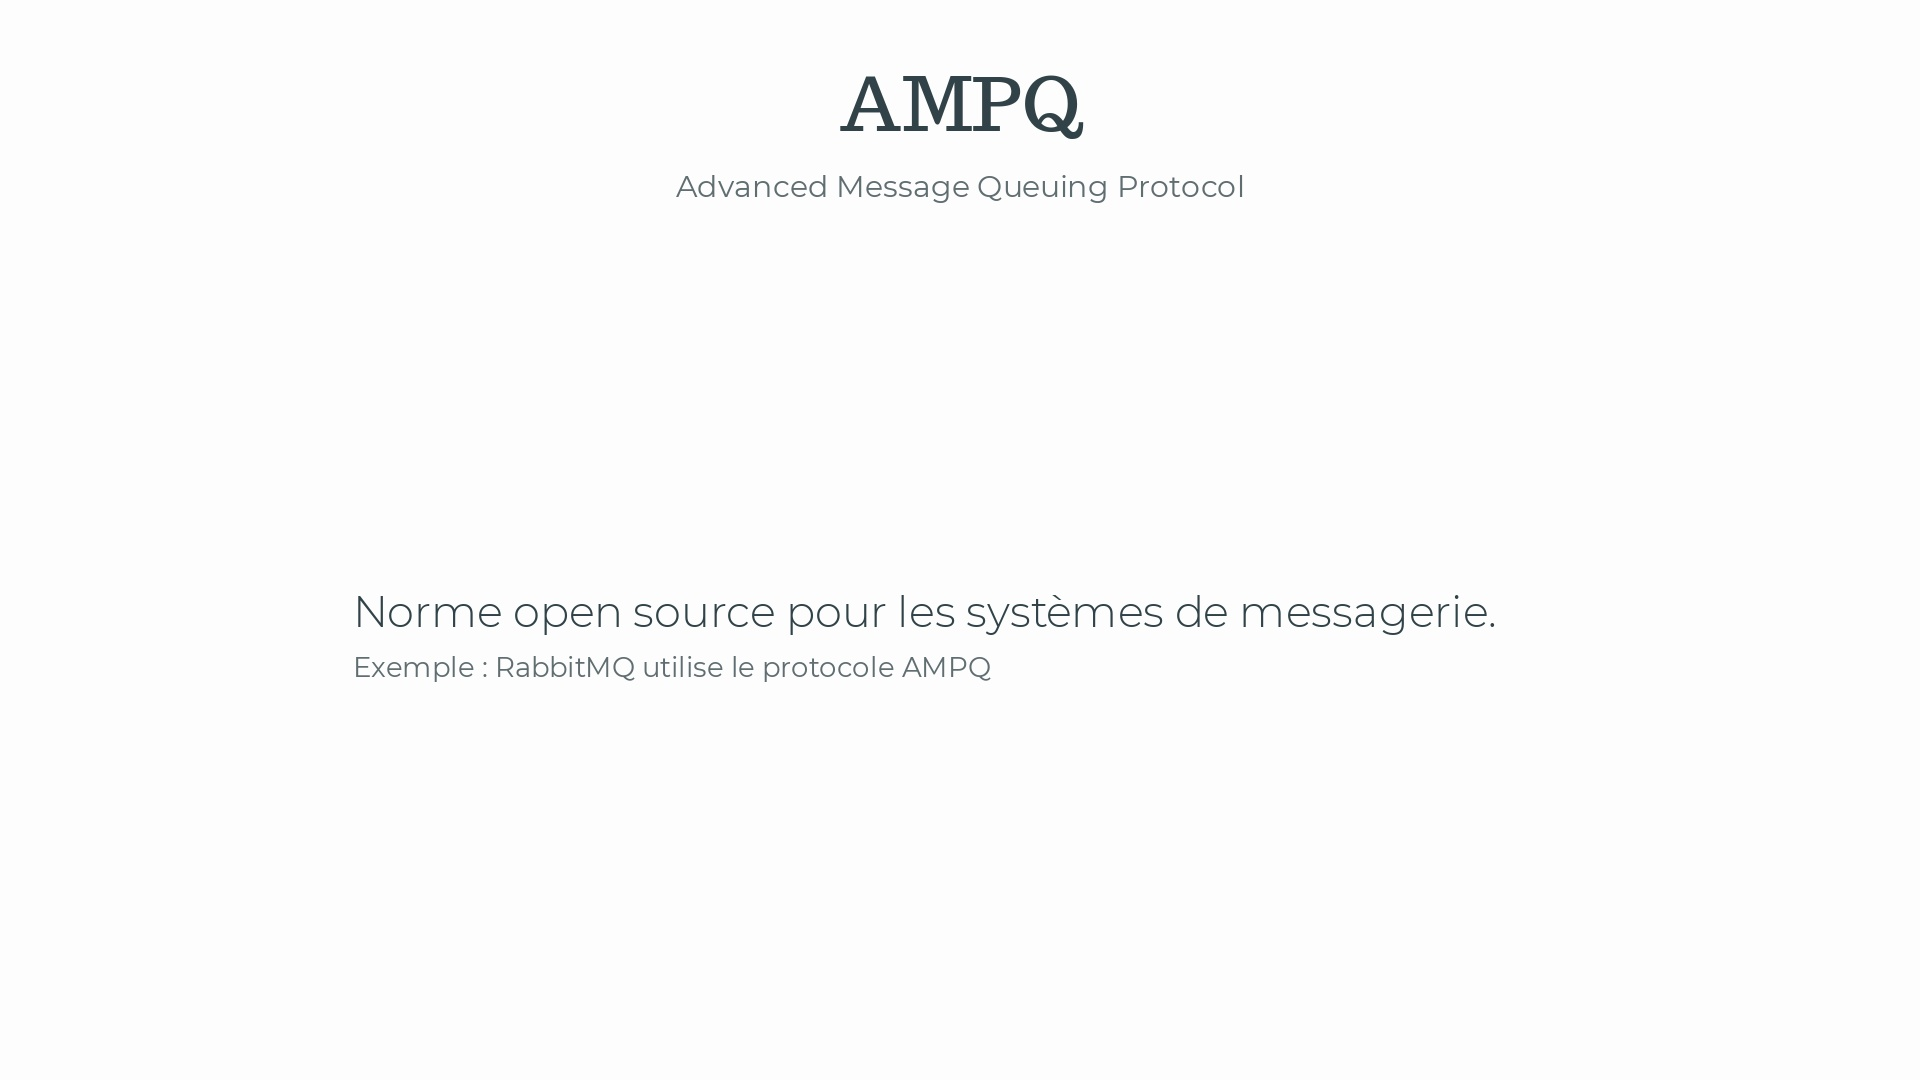 AMPQ
Advanced Message Queuing Protocol
Norme open source pour les systèmes de messagerie.
Exemple : RabbitMQ utilise le protocole AMPQ